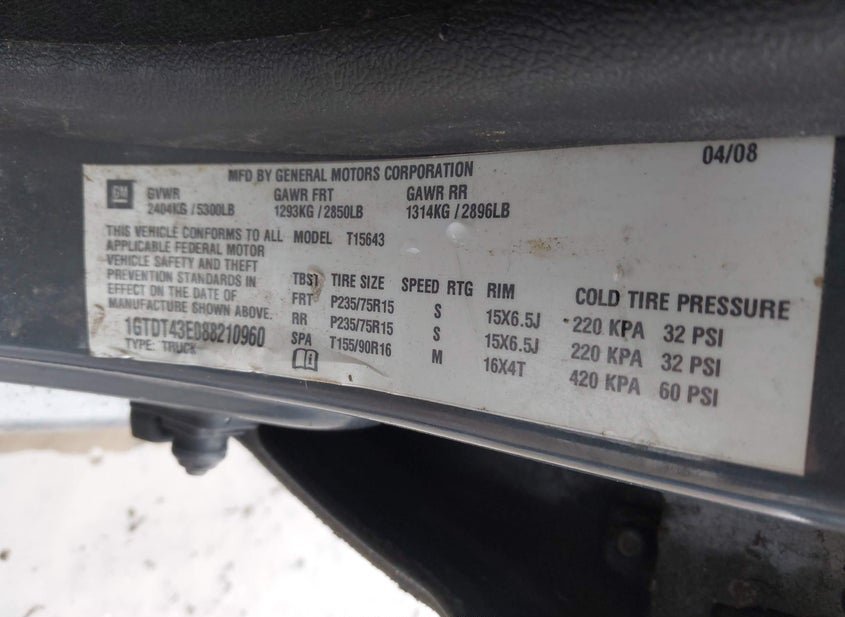 04/08
MFD BY GENERAL MOTORS CORPORATION
GM
GVWR GAWR FRT GAWR RR
2404KG / 5300LB 1293KG / 2850LB 1314KG / 2896LB
THIS VEHICLE CONFORMS TO ALL
APPLICABLE FEDERAL MOTOR
VEHICLE SAFETY AND THEFT
PREVENTION STANDARDS IN
EFFECT ON THE DATE OF
MANUFACTURE SHOWN ABOVE.
1GTDT43E088210960
TYPE: TRUCK
MODEL T15643
TBST TIRE SIZE SPEED RTG RIM COLD TIRE PRESSURE
FRT P235/75R15 S 15X6.5J 220 KPA 32 PSI
RR P235/75R15 S 15X6.5J 220 KPA 32 PSI
SPA T155/90R16 M 16X4T 420 KPA 60 PSI